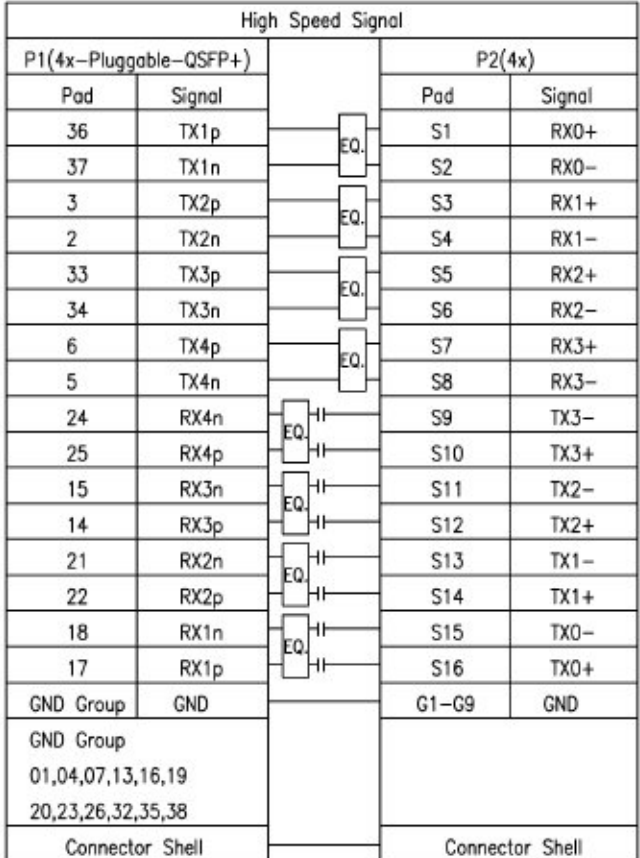 High Speed Signal
P1(4x-Pluggable-QSFP+) P2(4x)
Pad Signal Pad Signal
36 TX1p EQ. S1 RX0+
37 TX1n S2 RX0-
3 TX2p EQ. S3 RX1+
2 TX2n S4 RX1-
33 TX3p EQ. S5 RX2+
34 TX3n S6 RX2-
6 TX4p EQ. S7 RX3+
5 TX4n S8 RX3-
24 RX4n EQ. S9 TX3-
25 RX4p S10 TX3+
15 RX3n EQ. S11 TX2-
14 RX3p S12 TX2+
21 RX2n EQ. S13 TX1-
22 RX2p S14 TX1+
18 RX1n EQ. S15 TX0-
17 RX1p S16 TX0+
GND Group GND G1-G9 GND
GND Group
01,04,07,13,16,19
20,23,26,32,35,38
Connector Shell Connector Shell